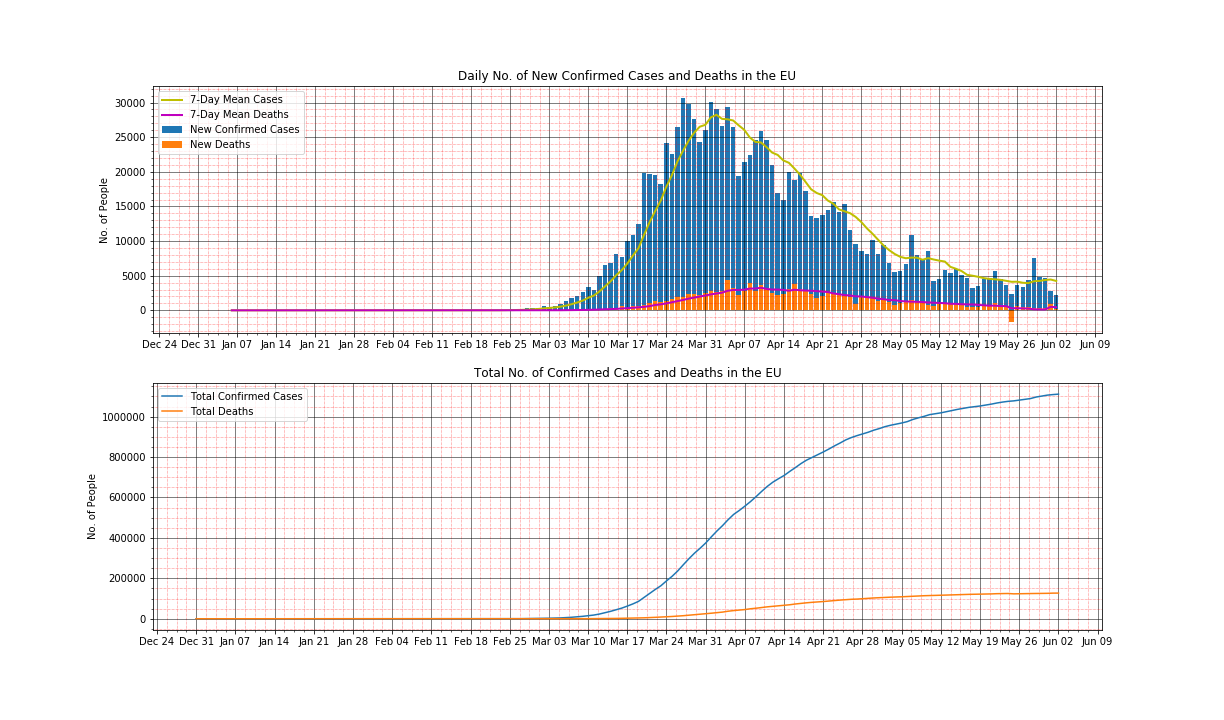 Daily No. of New Confirmed Cases and Deaths in the EU
7-Day Mean Cases
7-Day Mean Deaths
New Confirmed Cases
New Deaths
No. of People
30000
25000
20000
15000
10000
5000
0
Dec 24 Dec 31 Jan 07 Jan 14 Jan 21 Jan 28 Feb 04 Feb 11 Feb 18 Feb 25 Mar 03 Mar 10 Mar 17 Mar 24 Mar 31 Apr 07 Apr 14 Apr 21 Apr 28 May 05 May 12 May 19 May 26 Jun 02 Jun 09
Total No. of Confirmed Cases and Deaths in the EU
Total Confirmed Cases
Total Deaths
No. of People
1000000
800000
600000
400000
200000
0
Dec 24 Dec 31 Jan 07 Jan 14 Jan 21 Jan 28 Feb 04 Feb 11 Feb 18 Feb 25 Mar 03 Mar 10 Mar 17 Mar 24 Mar 31 Apr 07 Apr 14 Apr 21 Apr 28 May 05 May 12 May 19 May 26 Jun 02 Jun 09